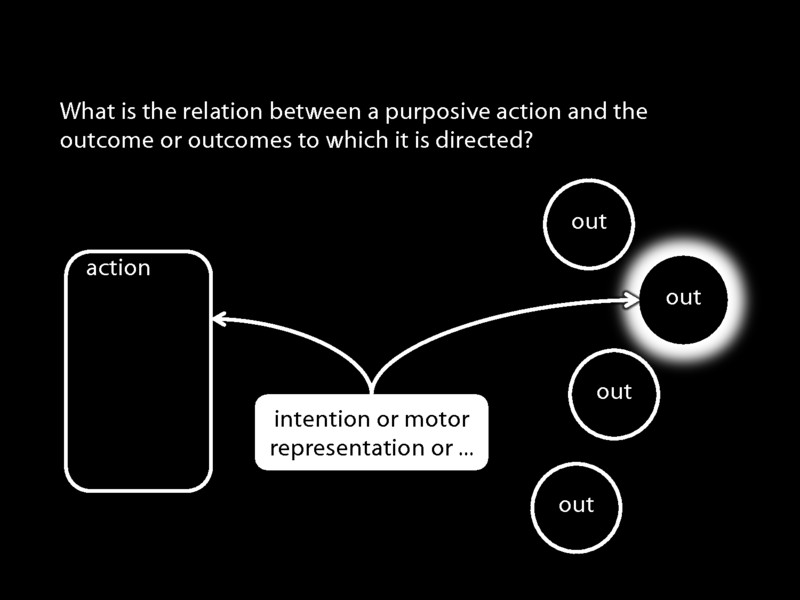 What is the relation between a purposive action and the
outcome or outcomes to which it is directed?
out
action
out
out
intention or motor
representation or ...
out